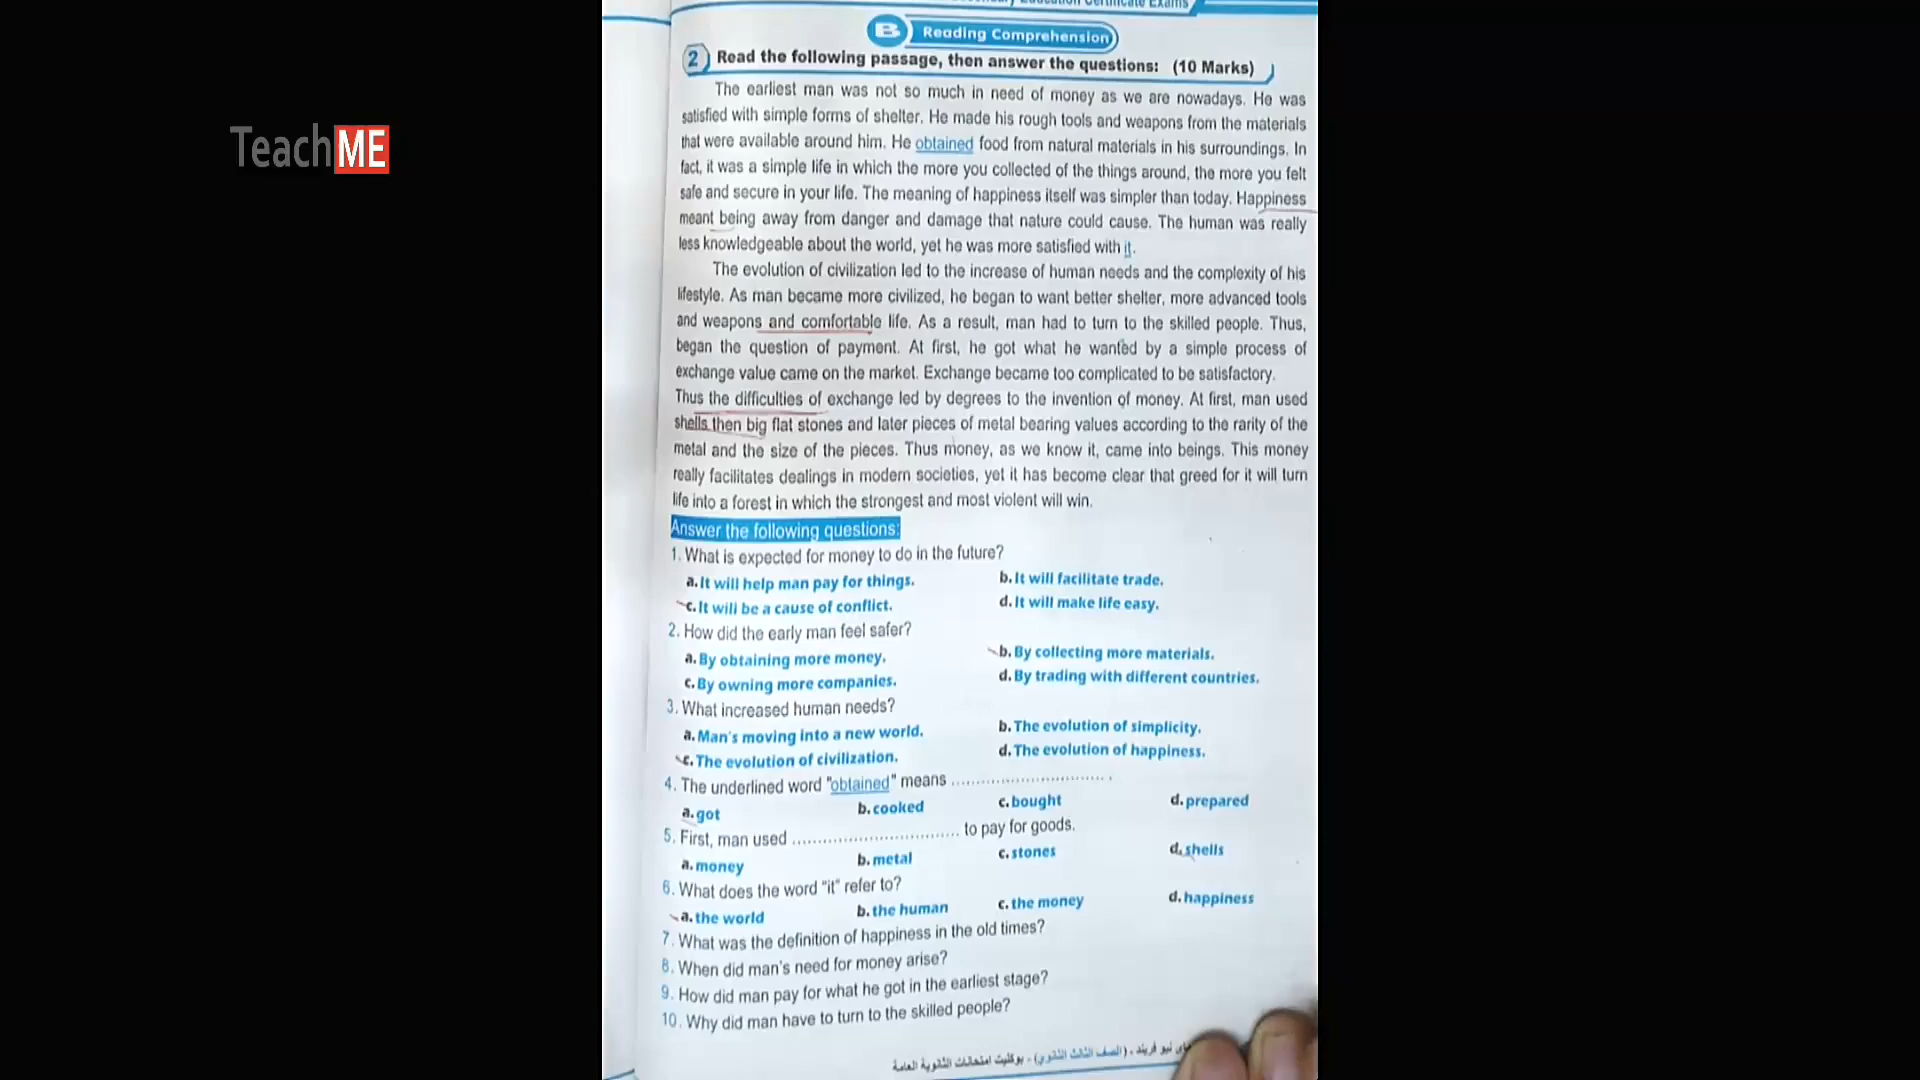 TeachME
Education Certificate Exams
B Reading Comprehension
2 Read the following passage, then answer the questions: (10 Marks)
The earliest man was not so much in need of money as we are nowadays. He was
satisfied with simple forms of shelter. He made his rough tools and weapons from the materials
that were available around him. He obtained food from natural materials in his surroundings. In
fact, it was a simple life in which the more you collected of the things around, the more you felt
safe and secure in your life. The meaning of happiness itself was simpler than today. Happiness
meant being away from danger and damage that nature could cause. The human was really
less knowledgeable about the world, yet he was more satisfied with it.
The evolution of civilization led to the increase of human needs and the complexity of his
lifestyle. As man became more civilized, he began to want better shelter, more advanced tools
and weapons and comfortable life. As a result, man had to turn to the skilled people. Thus,
began the question of payment. At first, he got what he wanted by a simple process of
exchange value came on the market. Exchange became too complicated to be satisfactory.
Thus the difficulties of exchange led by degrees to the invention of money. At first, man used
shells then big flat stones and later pieces of metal bearing values according to the rarity of the
metal and the size of the pieces. Thus money, as we know it, came into beings. This money
really facilitates dealings in modern societies, yet it has become clear that greed for it will turn
life into a forest in which the strongest and most violent will win.
Answer the following questions:
1. What is expected for money to do in the future?
a. It will help man pay for things. b. It will facilitate trade.
c. It will be a cause of conflict. d. It will make life easy.
2. How did the early man feel safer?
a. By obtaining more money. b. By collecting more materials.
c. By owning more companies. d. By trading with different countries.
3. What increased human needs?
a. Man's moving into a new world. b. The evolution of simplicity.
c. The evolution of civilization. d. The evolution of happiness.
4. The underlined word "obtained" means ................................
a. got b. cooked c. bought d. prepared
5. First, man used ................................ to pay for goods.
a. money b. metal c. stones d. shells
6. What does the word "it" refer to?
a. the world b. the human c. the money d. happiness
7. What was the definition of happiness in the old times?
8. When did man's need for money arise?
9. How did man pay for what he got in the earliest stage?
10. Why did man have to turn to the skilled people?
نيو فريند - (الصف الثالث الثانوي) - بوكليت امتحانات الثانوية العامة